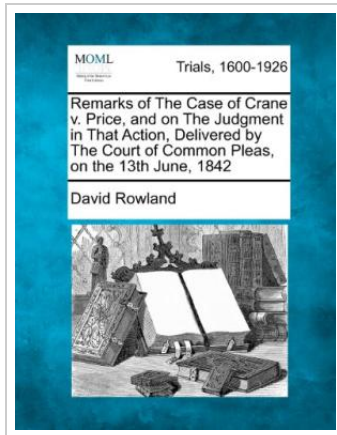 MOML
Trials, 1600-1926
Remarks of The Case of Crane
v. Price, and on The Judgment
in That Action, Delivered by
The Court of Common Pleas,
on the 13th June, 1842
David Rowland